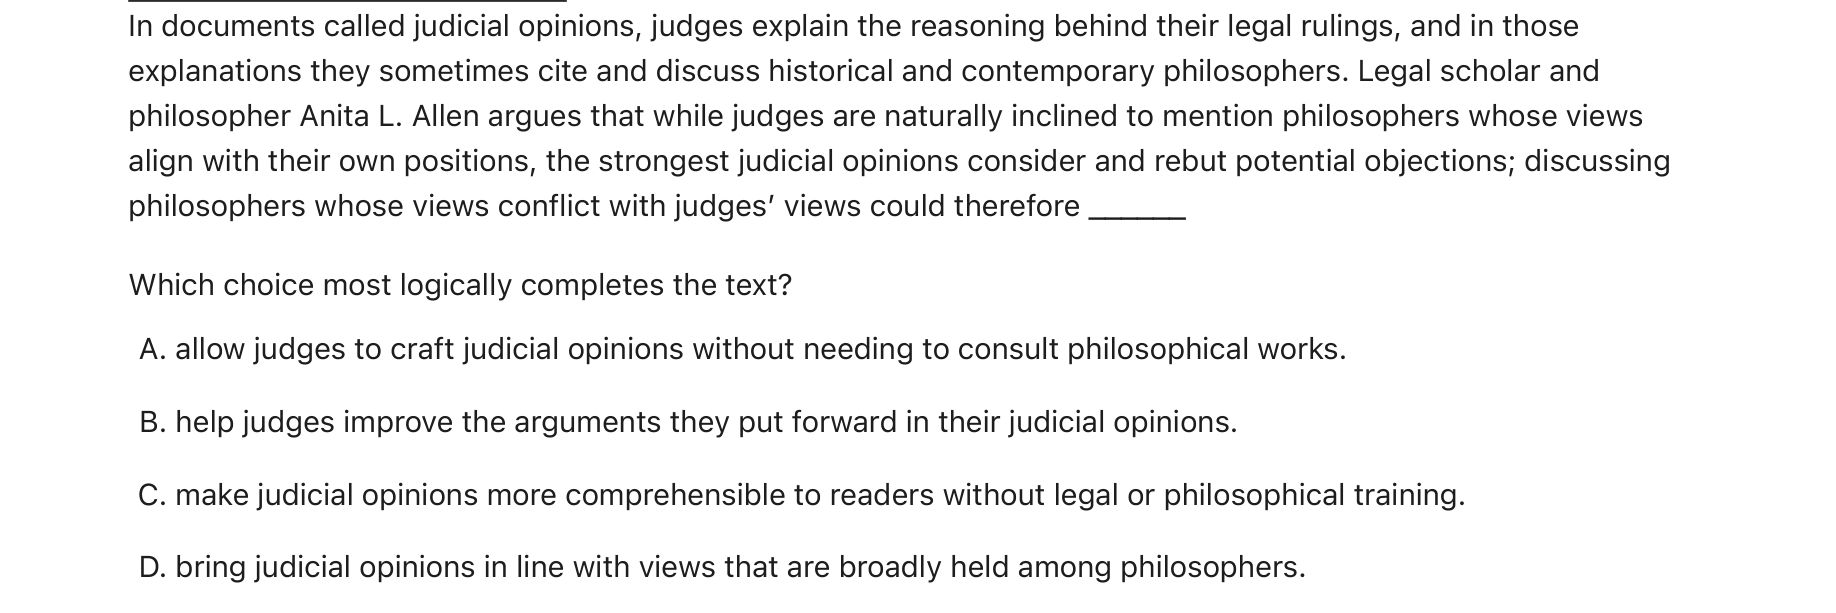 In documents called judicial opinions, judges explain the reasoning behind their legal rulings, and in those
explanations they sometimes cite and discuss historical and contemporary philosophers. Legal scholar and
philosopher Anita L. Allen argues that while judges are naturally inclined to mention philosophers whose views
align with their own positions, the strongest judicial opinions consider and rebut potential objections; discussing
philosophers whose views conflict with judges’ views could therefore ______
Which choice most logically completes the text?
A. allow judges to craft judicial opinions without needing to consult philosophical works.
B. help judges improve the arguments they put forward in their judicial opinions.
C. make judicial opinions more comprehensible to readers without legal or philosophical training.
D. bring judicial opinions in line with views that are broadly held among philosophers.